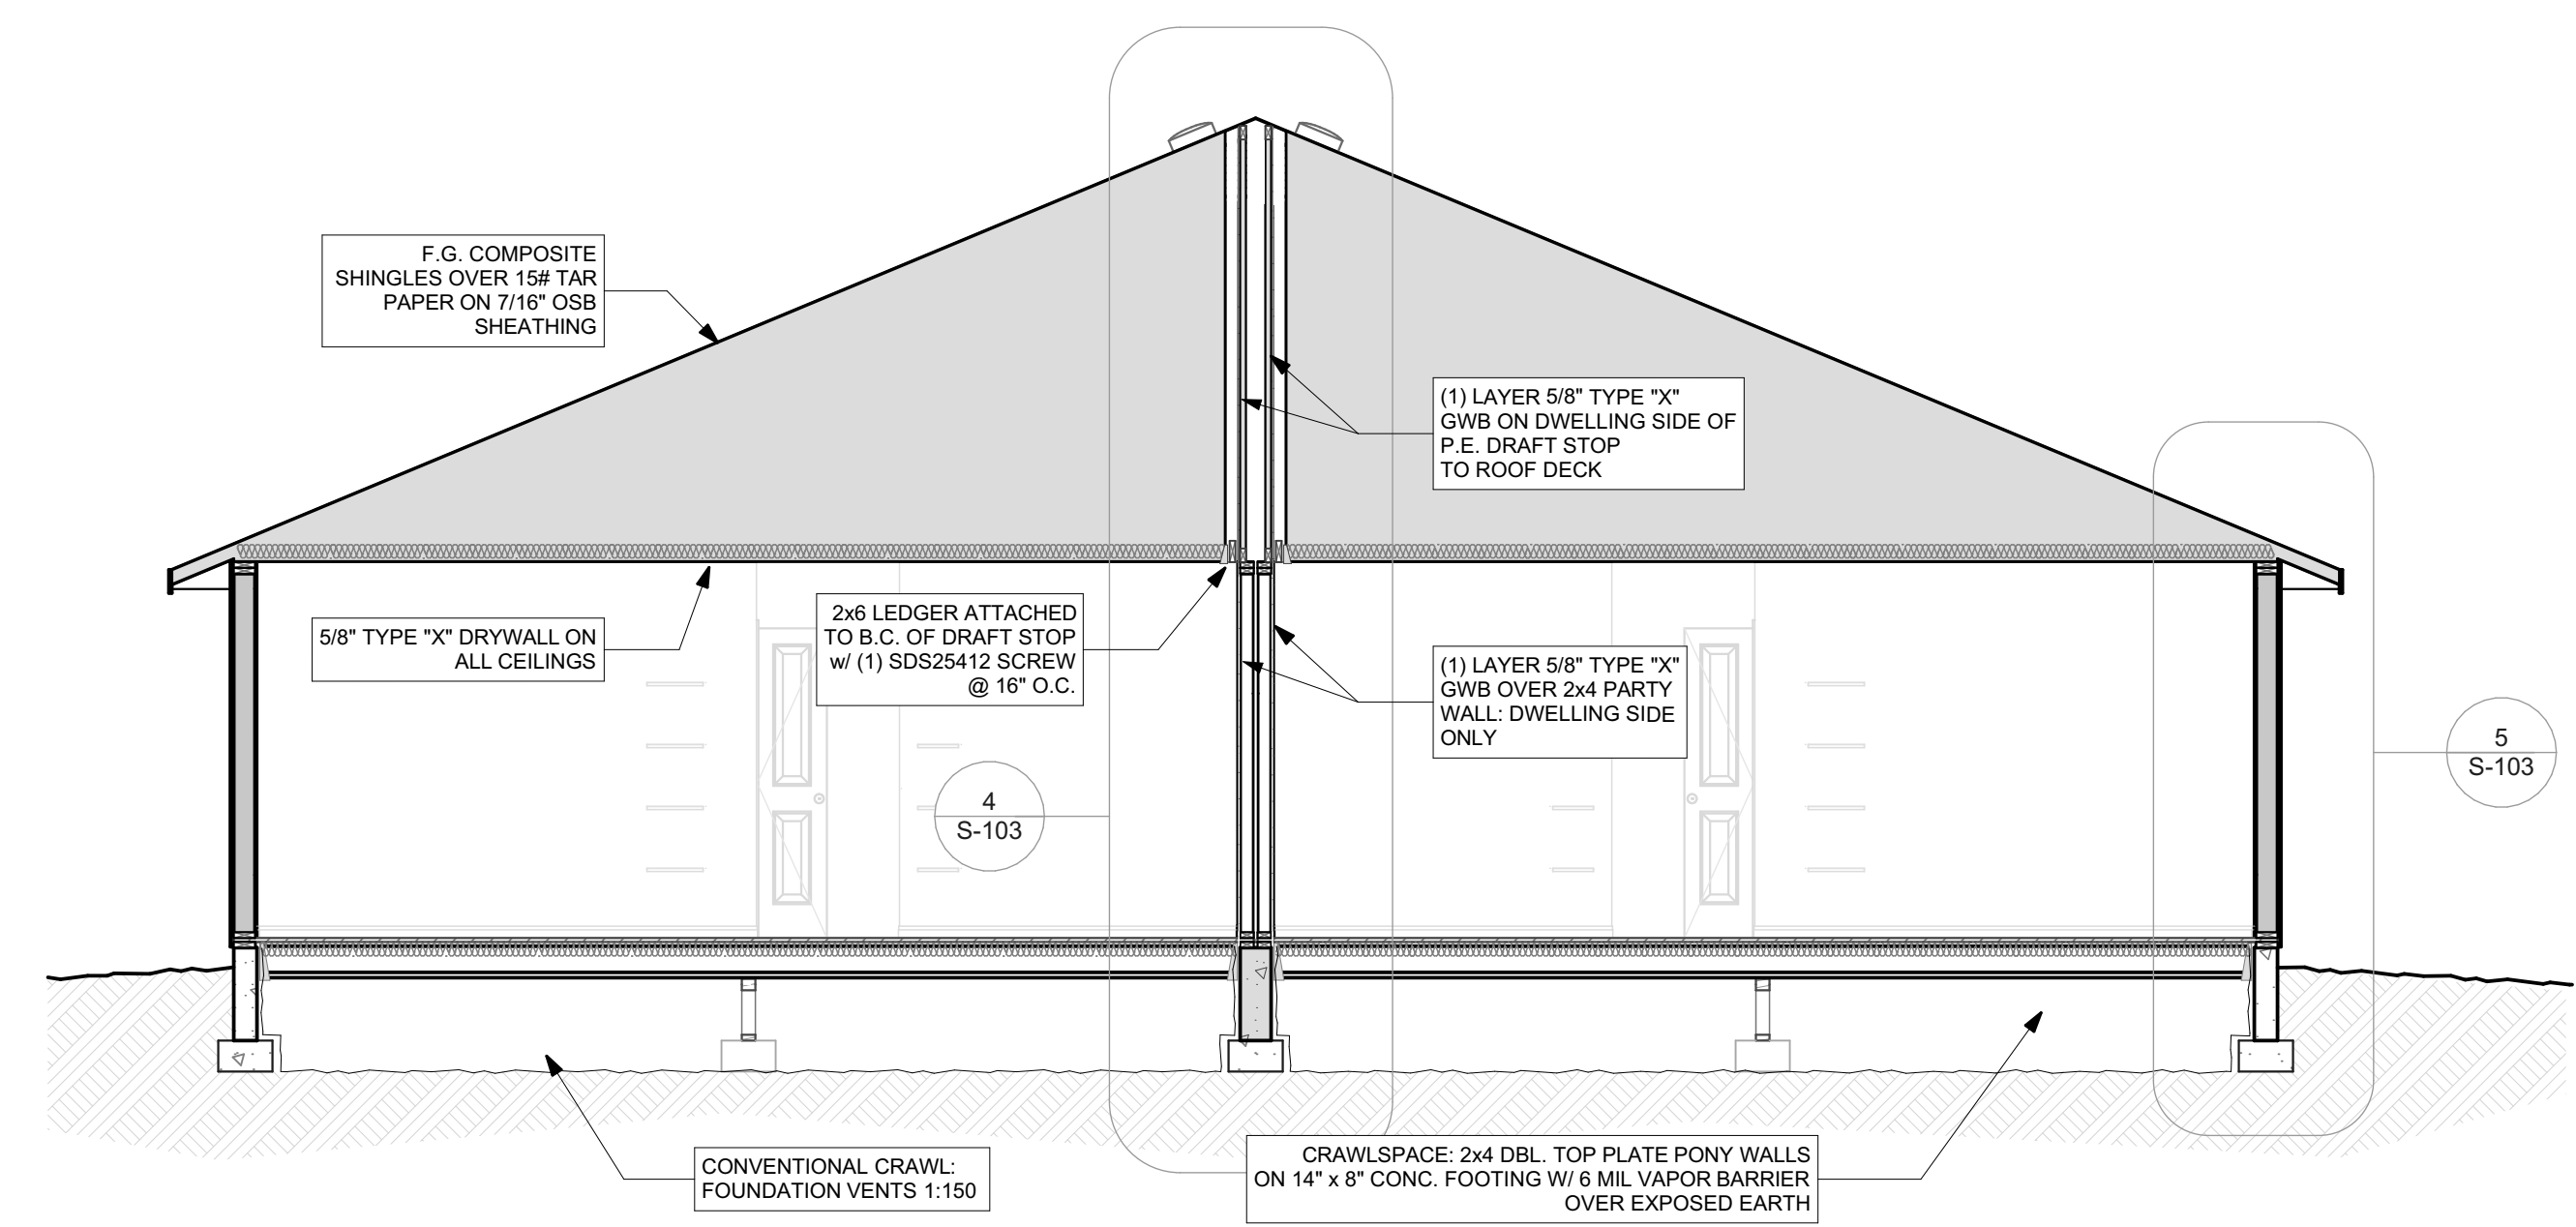 F.G. COMPOSITE
SHINGLES OVER 15# TAR
PAPER ON 7/16" OSB
SHEATHING
(1) LAYER 5/8" TYPE "X"
GWB ON DWELLING SIDE OF
P.E. DRAFT STOP
TO ROOF DECK
5/8" TYPE "X" DRYWALL ON
ALL CEILINGS
2x6 LEDGER ATTACHED
TO B.C. OF DRAFT STOP
w/ (1) SDS25412 SCREW
@ 16" O.C.
(1) LAYER 5/8" TYPE "X"
GWB OVER 2x4 PARTY
WALL: DWELLING SIDE
ONLY
5
S-103
4
S-103
CONVENTIONAL CRAWL:
FOUNDATION VENTS 1:150
CRAWLSPACE: 2x4 DBL. TOP PLATE PONY WALLS
ON 14" x 8" CONC. FOOTING W/ 6 MIL VAPOR BARRIER
OVER EXPOSED EARTH